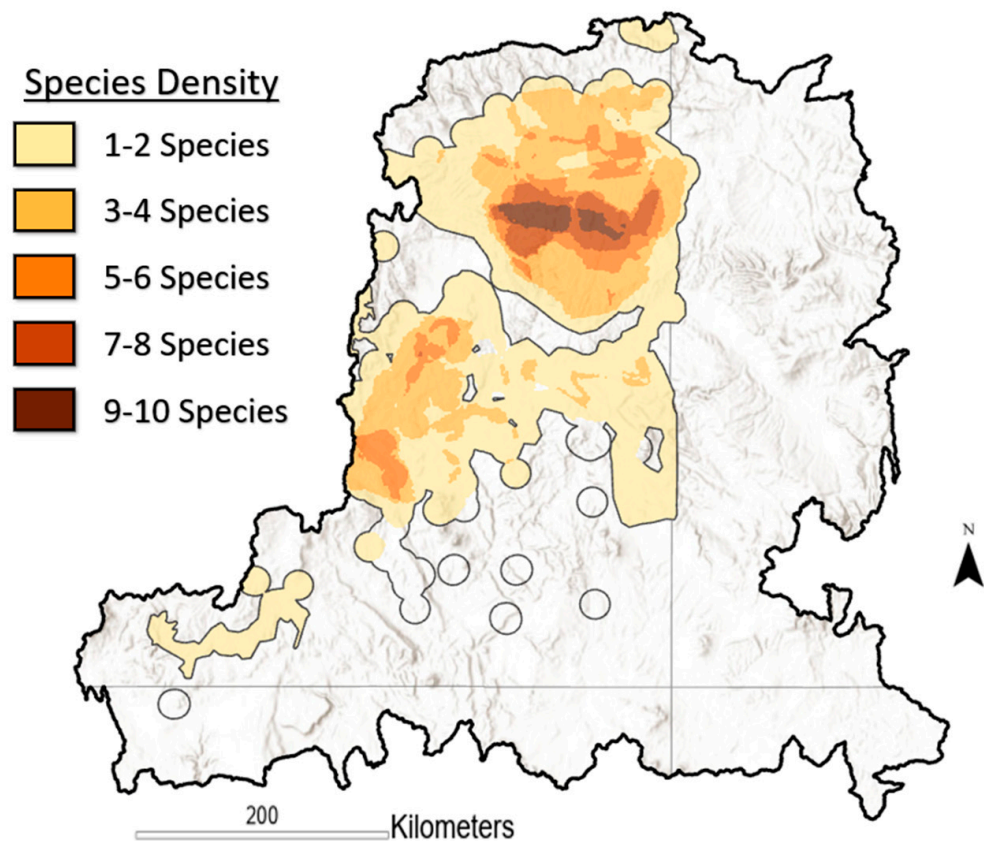 Species Density
1-2 Species
3-4 Species
5-6 Species
7-8 Species
9-10 Species
N
200
Kilometers